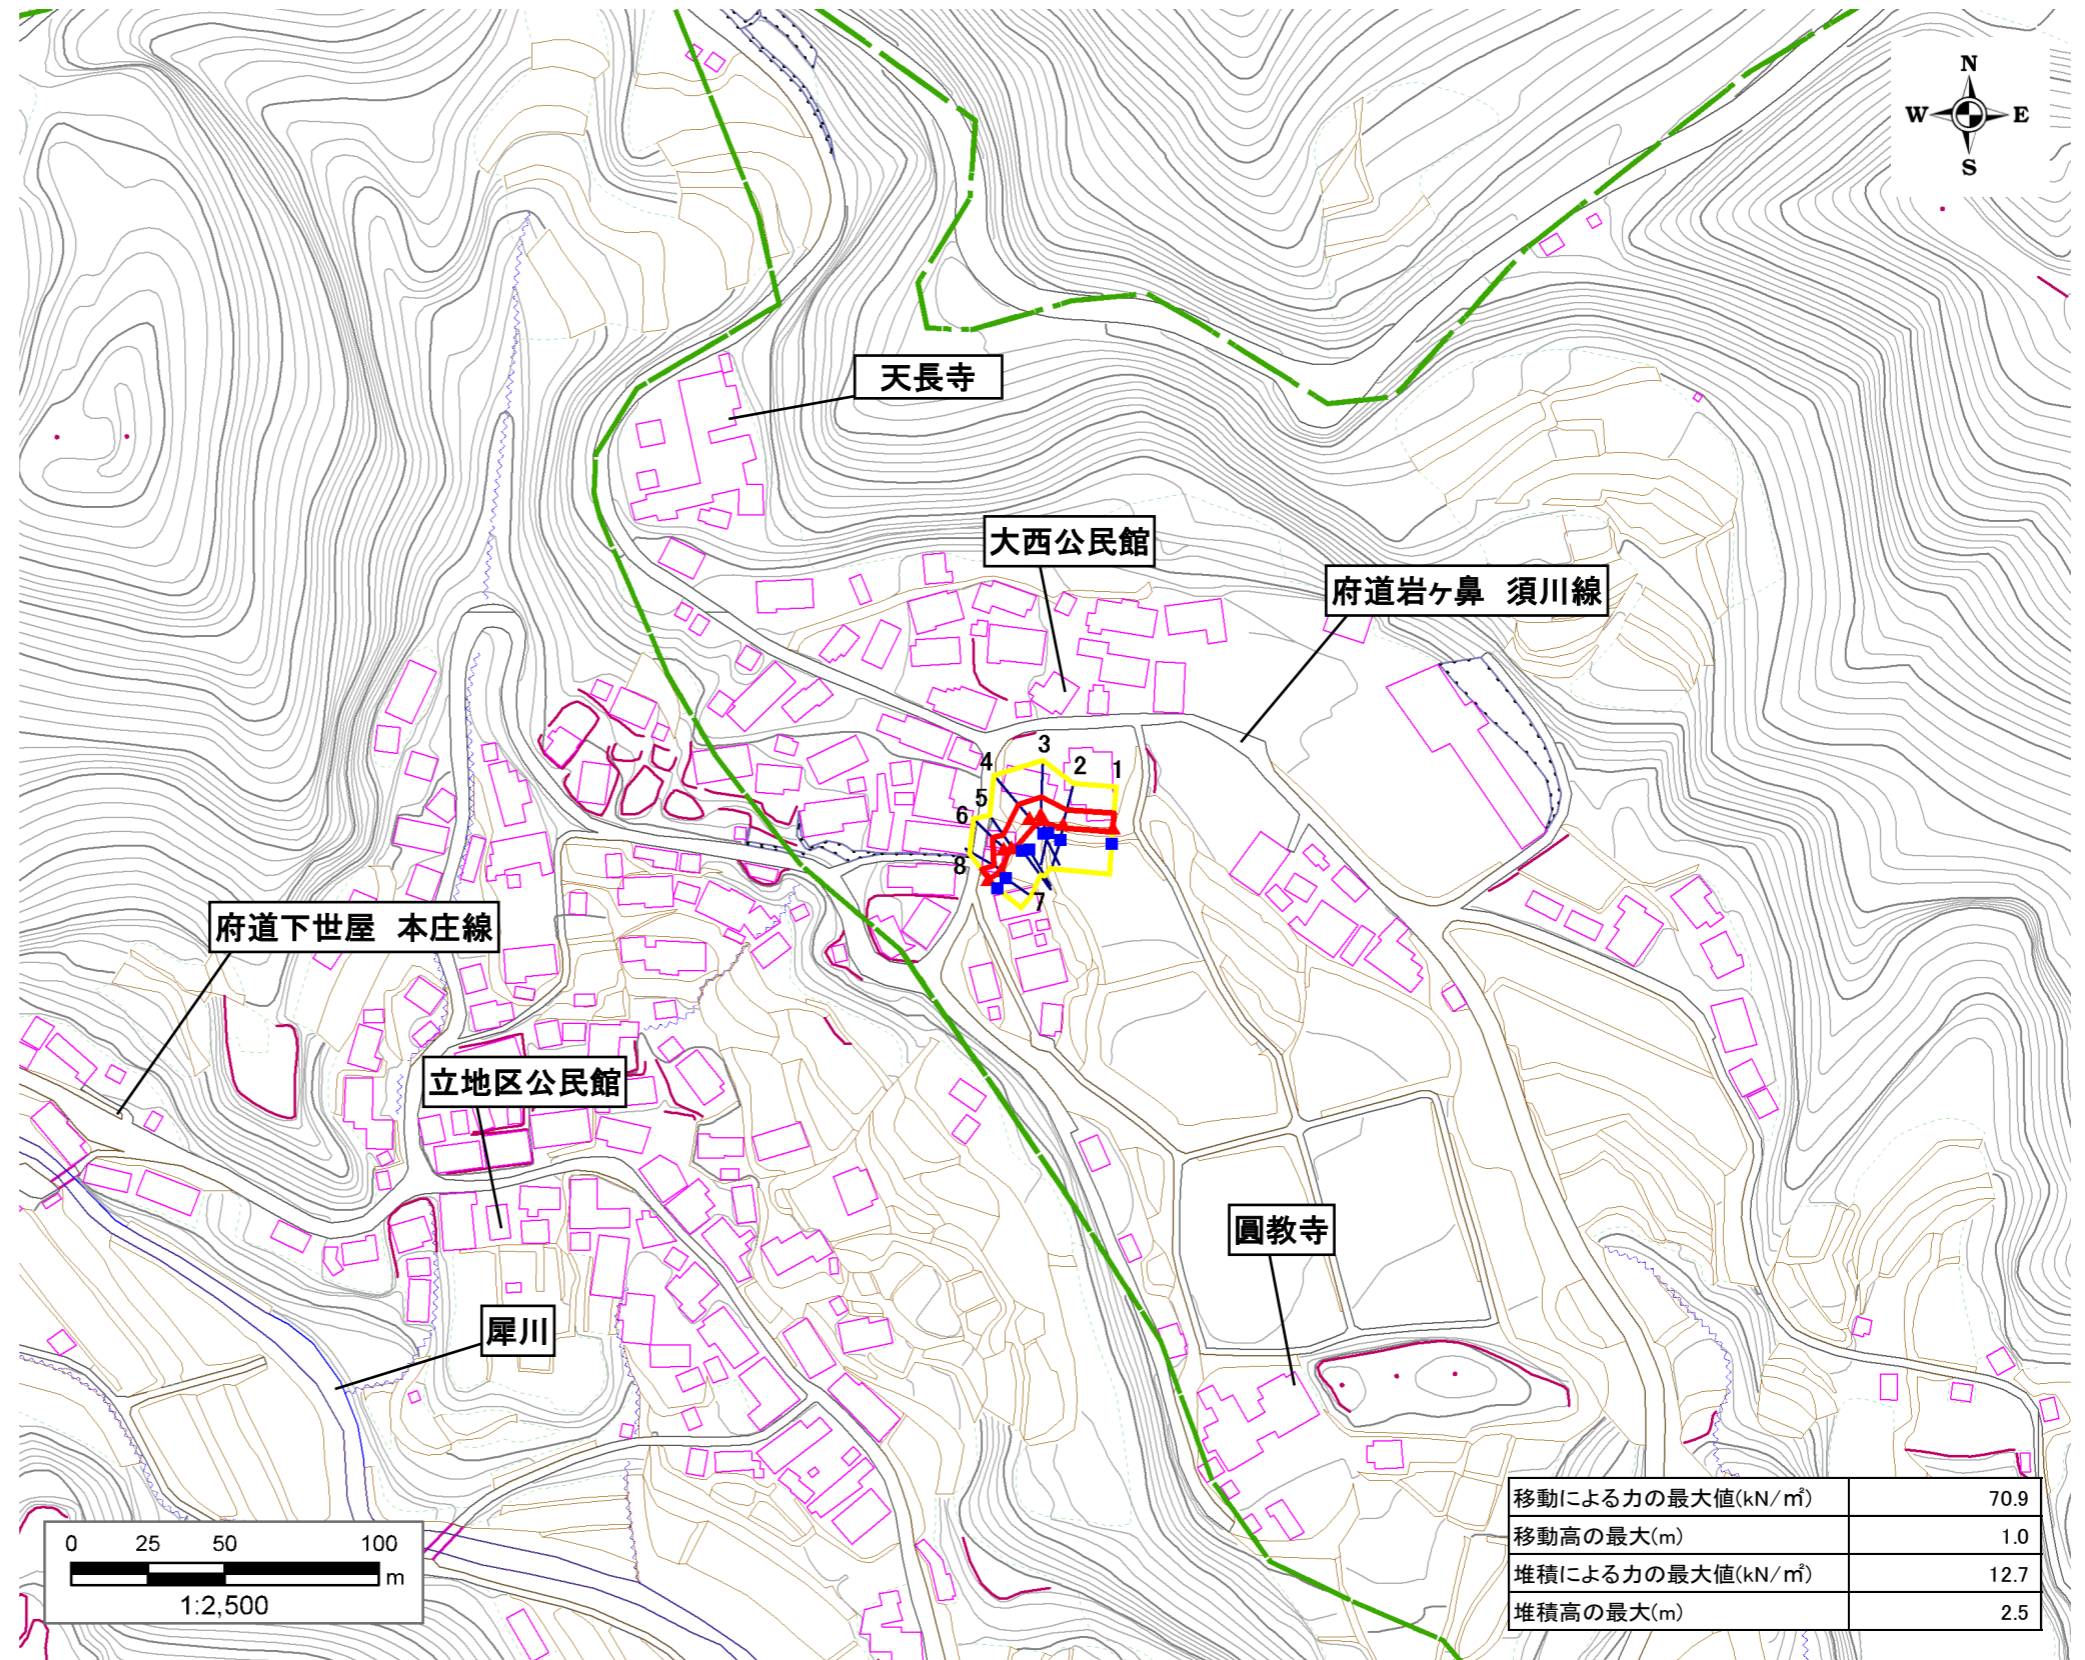 N
W E
S
天長寺
大西公民館
府道岩ヶ鼻　須川線
3
4
2
1
5
6
8
7
府道下世屋　本庄線
立地区公民館
圓教寺
犀川
0 25 50 100
m
1:2,500
移動による力の最大値(kN/㎡) 70.9
移動高の最大(m) 1.0
堆積による力の最大値(kN/㎡) 12.7
堆積高の最大(m) 2.5